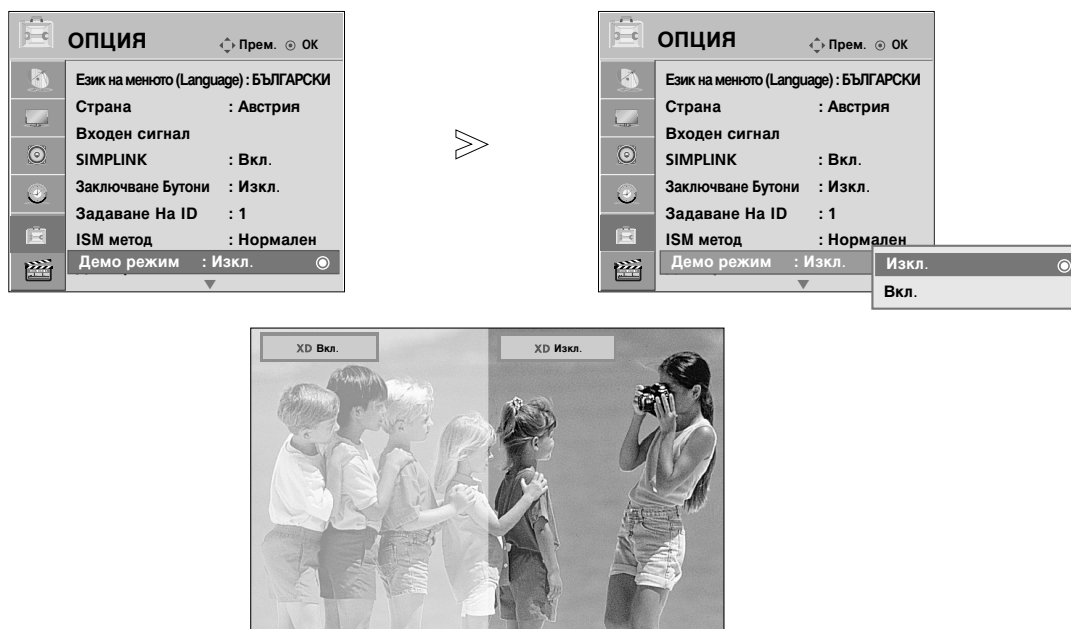 ОПЦИЯ Прем. OK
Език на менюто (Language) : БЪЛГАРСКИ
Страна : Австрия
Входен сигнал
SIMPLINK : Вкл.
Заключване Бутони : Изкл.
Задаване На ID : 1
ISM метод : Нормален
Демо режим : Изкл.
ОПЦИЯ Прем. OK
Език на менюто (Language) : БЪЛГАРСКИ
Страна : Австрия
Входен сигнал
SIMPLINK : Вкл.
Заключване Бутони : Изкл.
Задаване На ID : 1
ISM метод : Нормален
Демо режим : Изкл.
Изкл.
Вкл.
XD Вкл. XD Изкл.